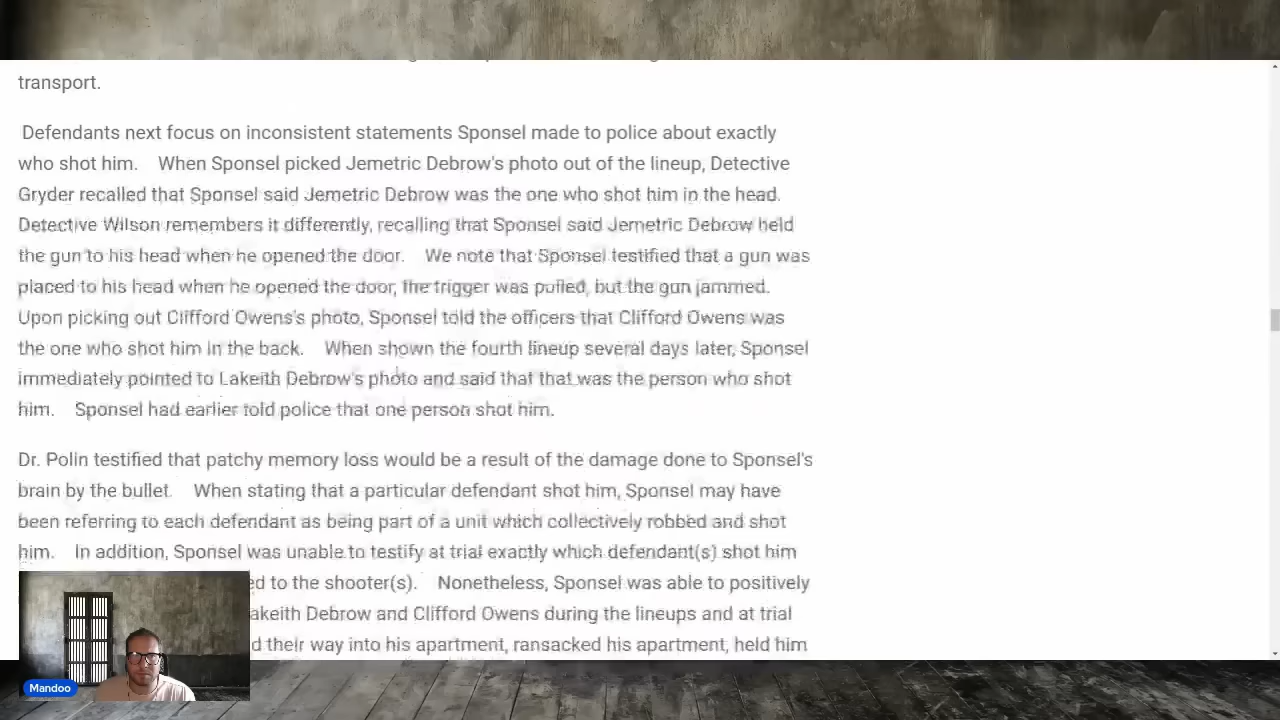 transport.
Defendants next focus on inconsistent statements Sponsel made to police about exactly
who shot him. When Sponsel picked Jemetric Debrow's photo out of the lineup, Detective
Gryder recalled that Sponsel said Jemetric Debrow was the one who shot him in the head.
Detective Wilson remembers it differently, recalling that Sponsel said Jemetric Debrow held
the gun to his head when he opened the door. We note that Sponsel testified that a gun was
placed to his head when he opened the door, the trigger was pulled, but the gun jammed.
Upon picking out Clifford Owens's photo, Sponsel told the officers that Clifford Owens was
the one who shot him in the back. When shown the fourth lineup several days later, Sponsel
immediately pointed to Lakeith Debrow's photo and said that that was the person who shot
him. Sponsel had earlier told police that one person shot him.
Dr. Polin testified that patchy memory loss would be a result of the damage done to Sponsel's
brain by the bullet. When stating that a particular defendant shot him, Sponsel may have
been referring to each defendant as being part of a unit which collectively robbed and shot
him. In addition, Sponsel was unable to testify at trial exactly which defendant(s) shot him
to the shooter(s). Nonetheless, Sponsel was able to positively
akeith Debrow and Clifford Owens during the lineups and at trial
their way into his apartment, ransacked his apartment, held him
Mandoo